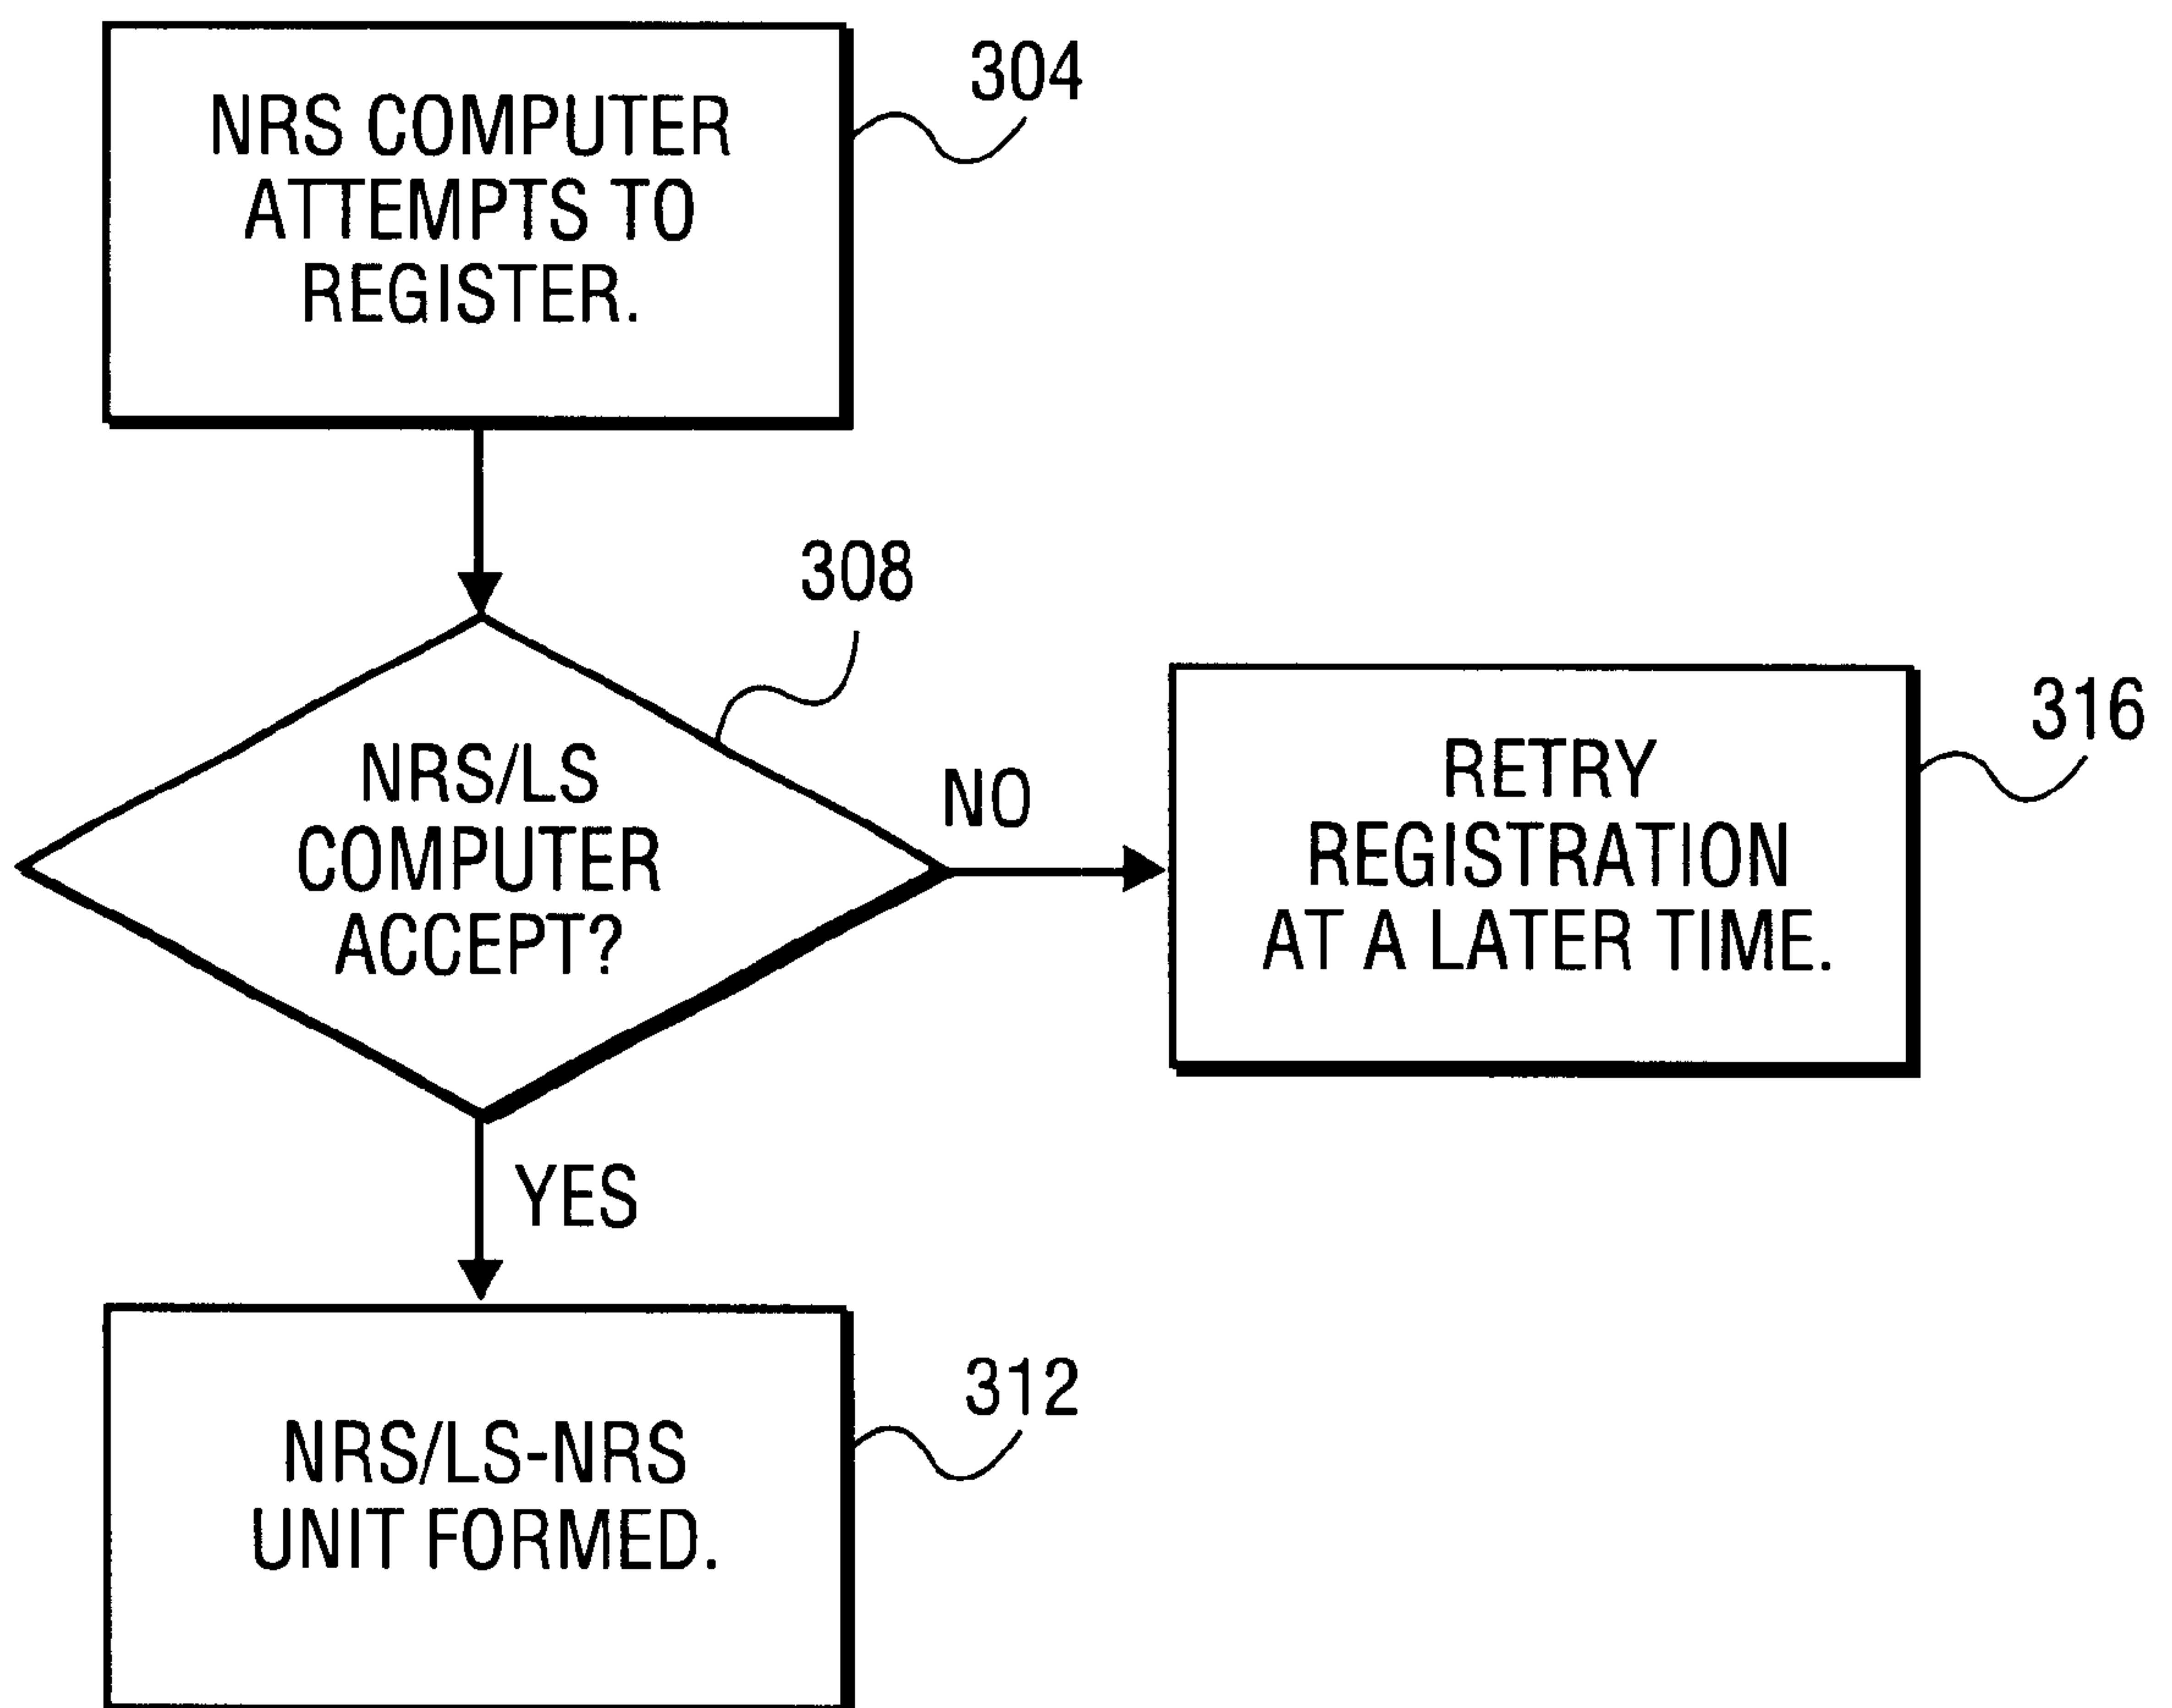 304
NRS COMPUTER
ATTEMPTS TO
REGISTER.
308
NRS/LS
COMPUTER
ACCEPT?
NO
316
RETRY
REGISTRATION
AT A LATER TIME.
YES
312
NRS/LS-NRS
UNIT FORMED.